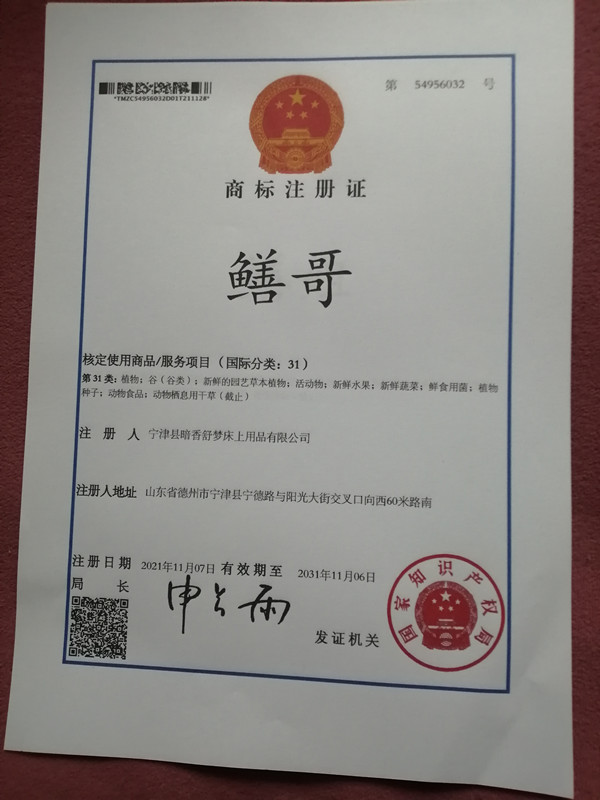 第 54956032 号
*TMZC54956032D01T211128*
商标注册证
鳝哥
核定使用商品/服务项目（国际分类：31）
第31类：植物；谷（谷类）；新鲜的园艺草本植物；活动物；新鲜水果；新鲜蔬菜；鲜食用菌；植物
种子；动物食品；动物栖息用干草（截止）
注 册 人 宁津县暗香舒梦床上用品有限公司
注册人地址 山东省德州市宁津县宁德路与阳光大街交叉口向西60米路南
注册日期 2021年11月07日 有效期至 2031年11月06日
局 长 申长雨
发证机关
国家知识产权局